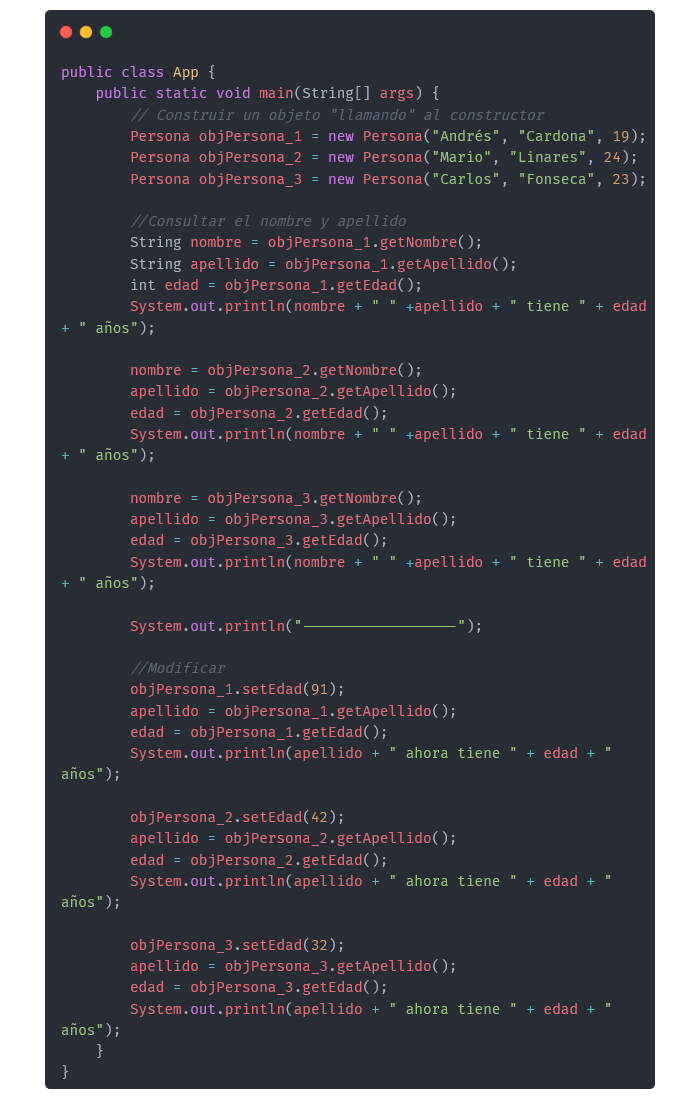 public class App {
    public static void main(String[] args) {
        // Construir un objeto "llamando" al constructor
        Persona objPersona_1 = new Persona("Andrés", "Cardona", 19);
        Persona objPersona_2 = new Persona("Mario", "Linares", 24);
        Persona objPersona_3 = new Persona("Carlos", "Fonseca", 23);

        //Consultar el nombre y apellido
        String nombre = objPersona_1.getNombre();
        String apellido = objPersona_1.getApellido();
        int edad = objPersona_1.getEdad();
        System.out.println(nombre + " " +apellido + " tiene " + edad
+ " años");

        nombre = objPersona_2.getNombre();
        apellido = objPersona_2.getApellido();
        edad = objPersona_2.getEdad();
        System.out.println(nombre + " " +apellido + " tiene " + edad
+ " años");

        nombre = objPersona_3.getNombre();
        apellido = objPersona_3.getApellido();
        edad = objPersona_3.getEdad();
        System.out.println(nombre + " " +apellido + " tiene " + edad
+ " años");

        System.out.println("------------------");

        //Modificar
        objPersona_1.setEdad(91);
        apellido = objPersona_1.getApellido();
        edad = objPersona_1.getEdad();
        System.out.println(apellido + " ahora tiene " + edad + "
años");

        objPersona_2.setEdad(42);
        apellido = objPersona_2.getApellido();
        edad = objPersona_2.getEdad();
        System.out.println(apellido + " ahora tiene " + edad + "
años");

        objPersona_3.setEdad(32);
        apellido = objPersona_3.getApellido();
        edad = objPersona_3.getEdad();
        System.out.println(apellido + " ahora tiene " + edad + "
años");
    }
}